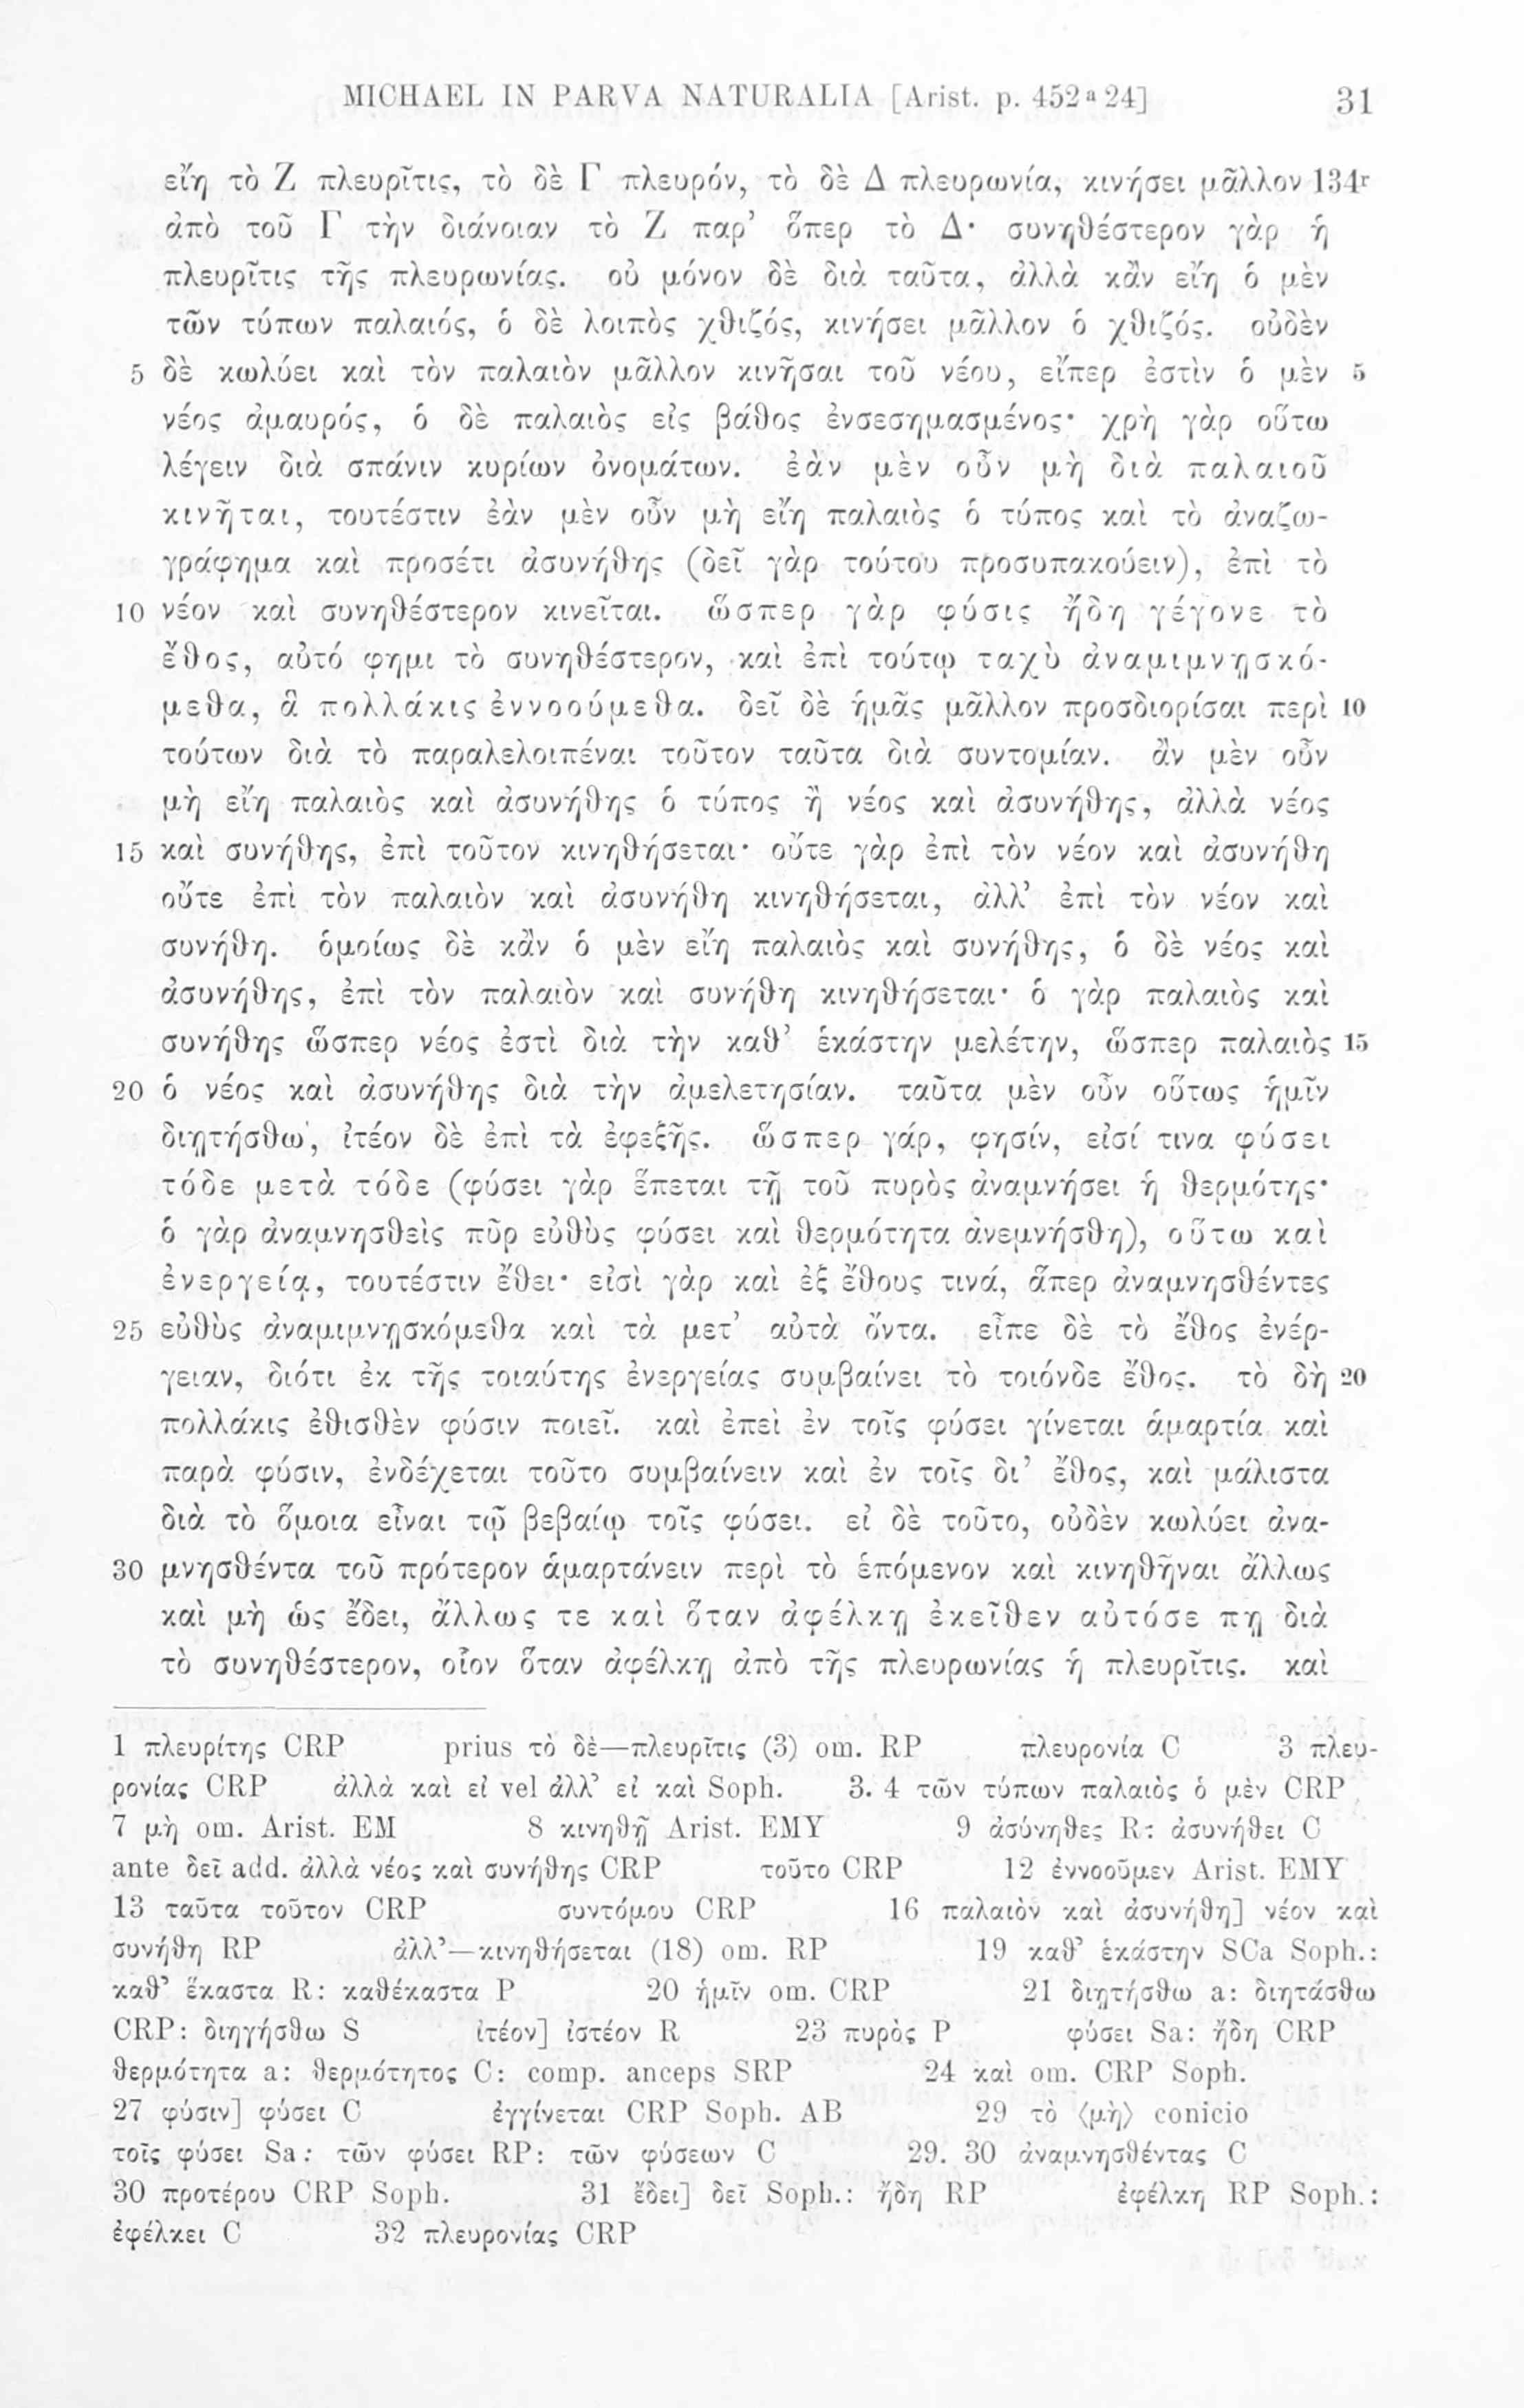 MICHAEL IN PARVA NATURALIA [Arist. p. 452ª24] 31
εἴη τὸ Ζ πλευρῖτις, τὸ δὲ Γ πλευρόν, τὸ δὲ Δ πλευρωνία, κινήσει μᾶλλον 134r
ἀπὸ τοῦ Γ τὴν διάνοιαν τὸ Ζ παρ’ ὅπερ τὸ Δ· συνηθέστερον γὰρ ἡ
πλευρῖτις τῆς πλευρωνίας. οὐ μόνον δὲ διὰ ταῦτα, ἀλλὰ κἂν εἴη ὁ μὲν
τῶν τύπων παλαιός, ὁ δὲ λοιπὸς χθιζός, κινήσει μᾶλλον ὁ χθιζός. οὐδὲν
5 δὲ κωλύει καὶ τὸν παλαιὸν μᾶλλον κινῆσαι τοῦ νέου, εἴπερ ἐστὶν ὁ μὲν 5
νέος ἀμαυρός, ὁ δὲ παλαιὸς εἰς βάθος ἐνσεσημασμένος· χρὴ γὰρ οὕτω
λέγειν διὰ σπάνιν κυρίων ὀνομάτων. ἐὰν μὲν οὖν μὴ διὰ παλαιοῦ
κινῆται, τουτέστιν ἐὰν μὲν οὖν μὴ εἴη παλαιὸς ὁ τύπος καὶ τὸ ἀναζω-
γράφημα καὶ προσέτι ἀσυνήθης (δεῖ γὰρ τούτου προσυπακούειν), ἐπὶ τὸ
10 νέον καὶ συνηθέστερον κινεῖται. ὥσπερ γὰρ φύσις ἤδη γέγονε τὸ
ἔθος, αὐτό φημι τὸ συνηθέστερον, καὶ ἐπὶ τούτῳ ταχὺ ἀναμιμνῃσκό-
μεθα, ἃ πολλάκις ἐννοούμεθα. δεῖ δὲ ἡμᾶς μᾶλλον προσδιορίσαι περὶ 10
τούτων διὰ τὸ παραλελοιπέναι τοῦτον ταῦτα διὰ συντομίαν. ἂν μὲν οὖν
μὴ εἴη παλαιὸς καὶ ἀσυνήθης ὁ τύπος ἢ νέος καὶ ἀσυνήθης, ἀλλὰ νέος
15 καὶ συνήθης, ἐπὶ τοῦτον κινηθήσεται· οὔτε γὰρ ἐπὶ τὸν νέον καὶ ἀσυνήθη
οὔτε ἐπὶ τὸν παλαιὸν καὶ ἀσυνήθη κινηθήσεται, ἀλλ’ ἐπὶ τὸν νέον καὶ
συνήθη. ὁμοίως δὲ κἂν ὁ μὲν εἴη παλαιὸς καὶ συνήθης, ὁ δὲ νέος καὶ
ἀσυνήθης, ἐπὶ τὸν παλαιὸν καὶ συνήθη κινηθήσεται· ὁ γὰρ παλαιὸς καὶ
συνήθης ὥσπερ νέος ἐστὶ διὰ τὴν καθ’ ἑκάστην μελέτην, ὥσπερ παλαιὸς 15
20 ὁ νέος καὶ ἀσυνήθης διὰ τὴν ἀμελετησίαν. ταῦτα μὲν οὖν οὕτως ἡμῖν
διῃτήσθω, ἰτέον δὲ ἐπὶ τὰ ἐφεξῆς. ὥσπερ γάρ, φησίν, εἰσί τινα φύσει
τόδε μετὰ τόδε (φύσει γὰρ ἕπεται τῇ τοῦ πυρὸς ἀναμνήσει ἡ θερμότης·
ὁ γὰρ ἀναμνησθεὶς πῦρ εὐθὺς φύσει καὶ θερμότητα ἀνεμνήσθη), οὕτω καὶ
ἐνεργείᾳ, τουτέστιν ἔθει· εἰσὶ γὰρ καὶ ἐξ ἔθους τινά, ἅπερ ἀναμνησθέντες
25 εὐθὺς ἀναμιμνῃσκόμεθα καὶ τὰ μετ’ αὐτὰ ὄντα. εἶπε δὲ τὸ ἔθος ἐνέρ-
γειαν, διότι ἐκ τῆς τοιαύτης ἐνεργείας συμβαίνει τὸ τοιόνδε ἔθος. τὸ δὴ 20
πολλάκις ἐθισθὲν φύσιν ποιεῖ. καὶ ἐπεὶ ἐν τοῖς φύσει γίνεται ἁμαρτία καὶ
παρὰ φύσιν, ἐνδέχεται τοῦτο συμβαίνειν καὶ ἐν τοῖς δι’ ἔθος, καὶ μάλιστα
διὰ τὸ ὅμοια εἶναι τῷ βεβαίῳ τοῖς φύσει. εἰ δὲ τοῦτο, οὐδὲν κωλύει ἀνα-
30 μνησθέντα τοῦ πρότερον ἁμαρτάνειν περὶ τὸ ἑπόμενον καὶ κινηθῆναι ἄλλως
καὶ μὴ ὡς ἔδει, ἄλλως τε καὶ ὅταν ἀφέλκῃ ἐκεῖθεν αὐτόσε πῃ διὰ
τὸ συνηθέστερον, οἷον ὅταν ἀφέλκῃ ἀπὸ τῆς πλευρωνίας ἡ πλευρῖτις. καὶ
1 πλευρίτης CRP prius τὸ δὲ—πλευρῖτις (3) om. RP πλευρονία C 3 πλευ-
ρονίας CRP ἀλλὰ καὶ εἰ vel ἀλλ’ εἰ καὶ Soph. 3. 4 τῶν τύπων παλαιὸς ὁ μὲν CRP
7 μὴ om. Arist. EM 8 κινηθῇ Arist. EMY 9 ἀσύνηθες R: ἀσυνήθει C
ante δεῖ add. ἀλλὰ νέος καὶ συνήθης CRP τοῦτο CRP 12 ἐννοοῦμεν Arist. EMY
13 ταῦτα τοῦτον CRP συντόμου CRP 16 παλαιὸν καὶ ἀσυνήθη] νέον καὶ
συνήθη RP ἀλλ’—κινηθήσεται (18) om. RP 19 καθ’ ἑκάστην SCa Soph.:
καθ’ ἕκαστα R: καθέκαστα P 20 ἡμῖν om. CRP 21 διῃτήσθω a: διητάσθω
CRP: διηγήσθω S ἰτέον] ἰστέον R 23 πυρὸς P φύσει Sa: ἤδη CRP
θερμότητα a: θερμότητος C: comp. anceps SRP 24 καὶ om. CRP Soph.
27 φύσιν] φύσει C ἐγγίνεται CRP Soph. AB 29 τὸ ⟨μὴ⟩ conicio
τοῖς φύσει Sa: τῶν φύσει RP: τῶν φύσεων C 29. 30 ἀναμνησθέντας C
30 προτέρου CRP Soph. 31 ἔδει] δεῖ Soph.: ἤδη RP ἐφέλκῃ RP Soph.:
ἐφέλκει C 32 πλευρονίας CRP